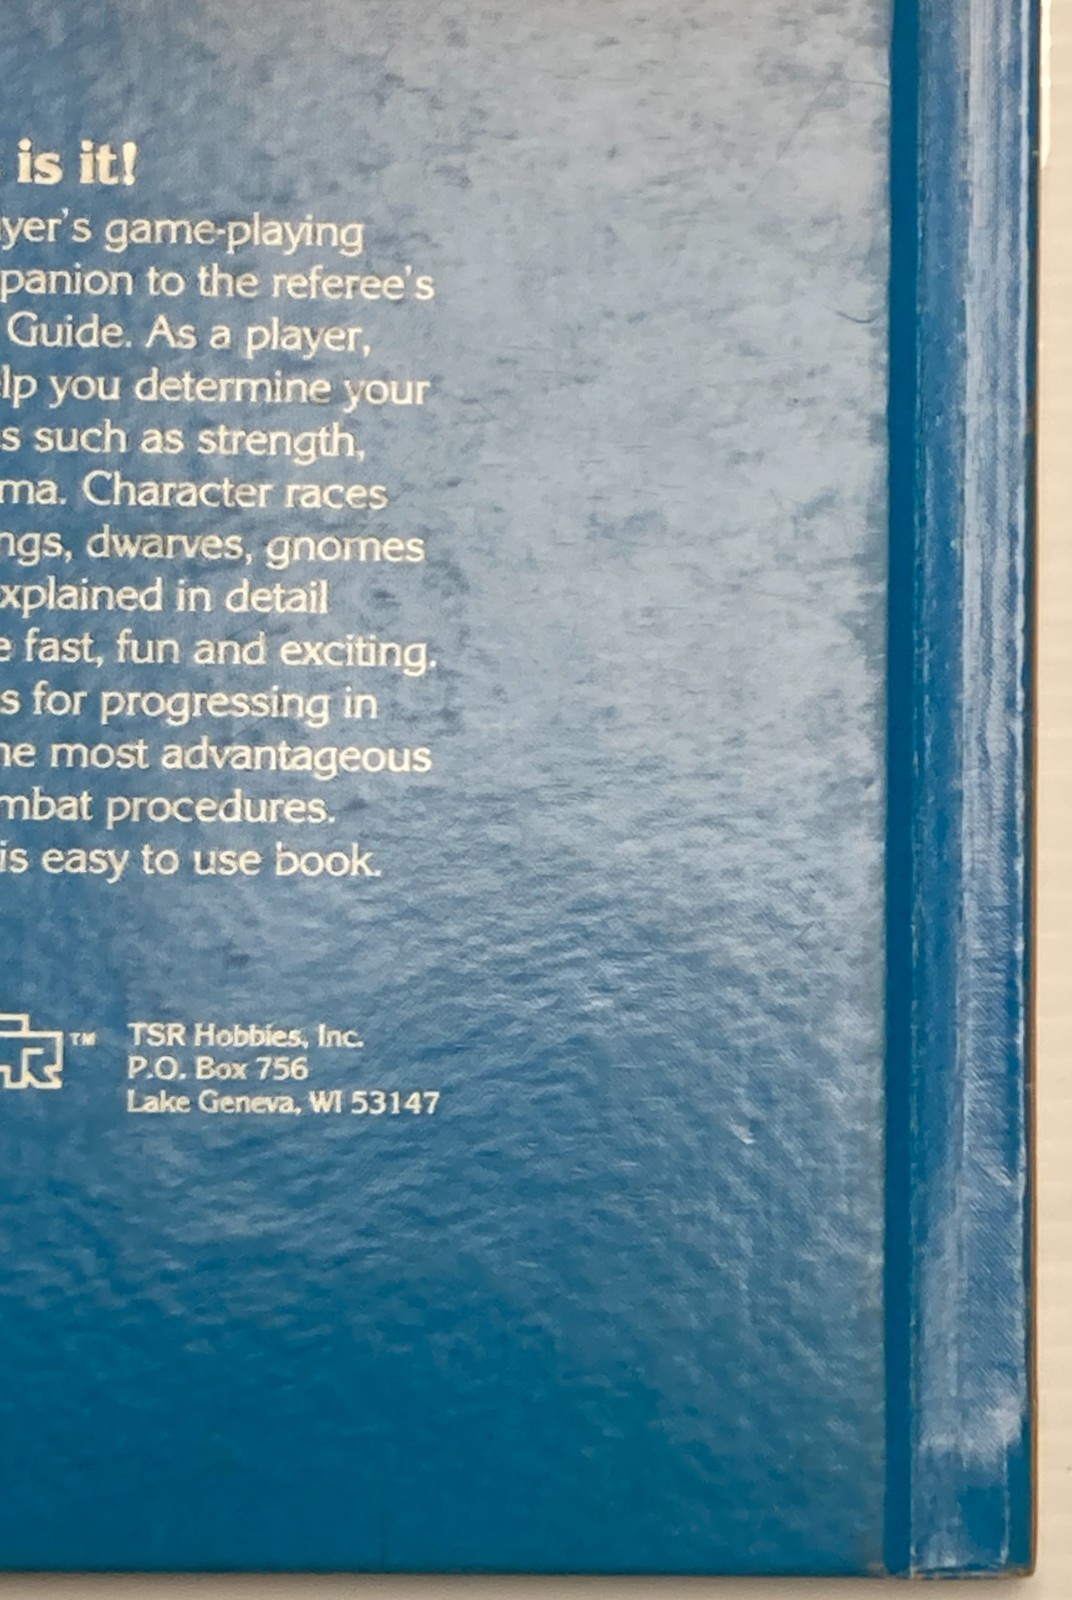 is it!
yer's game-playing
panion to the referee's
Guide. As a player,
lp you determine your
s such as strength,
ma. Character races
ngs, dwarves, gnomes
xplained in detail
e fast, fun and exciting.
s for progressing in
he most advantageous
mbat procedures.
is easy to use book.
TM
TSR Hobbies, Inc.
P.O. Box 756
Lake Geneva, WI 53147